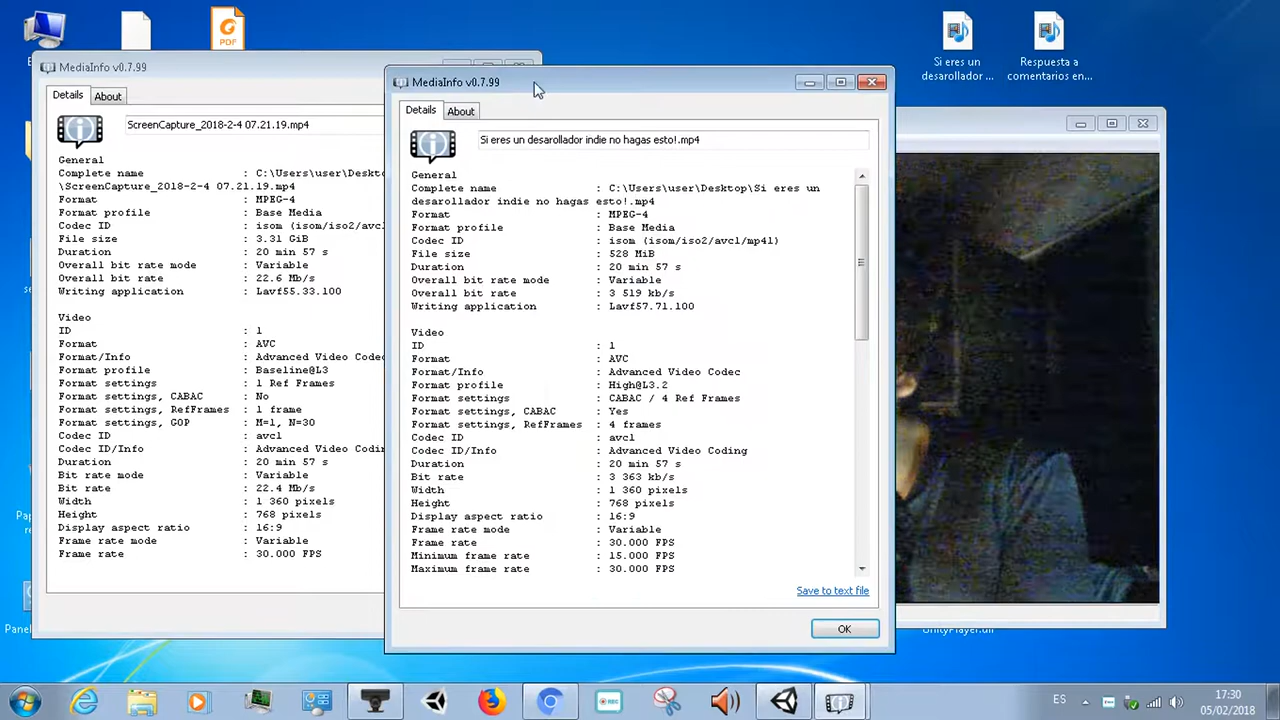 PDF
Si eres un
desarollador ...
Respuesta a
comentarios en...
MediaInfo v0.7.99
Details
About
ScreenCapture_2018-2-4 07.21.19.mp4
General
Complete name : C:\Users\user\Deskto
\ScreenCapture_2018-2-4 07.21.19.mp4
Format : MPEG-4
Format profile : Base Media
Codec ID : isom (isom/iso2/avc1
File size : 3.31 GiB
Duration : 20 min 57 s
Overall bit rate mode : Variable
Overall bit rate : 22.6 Mb/s
Writing application : Lavf55.33.100
Video
ID : 1
Format : AVC
Format/Info : Advanced Video Codec
Format profile : Baseline@L3
Format settings : 1 Ref Frames
Format settings, CABAC : No
Format settings, RefFrames : 1 frame
Format settings, GOP : M=1, N=30
Codec ID : avc1
Codec ID/Info : Advanced Video Coding
Duration : 20 min 57 s
Bit rate mode : Variable
Bit rate : 22.4 Mb/s
Width : 1 360 pixels
Height : 768 pixels
Display aspect ratio : 16:9
Frame rate mode : Variable
Frame rate : 30.000 FPS
MediaInfo v0.7.99
Details
About
Si eres un desarollador indie no hagas esto!.mp4
General
Complete name : C:\Users\user\Desktop\Si eres un
desarollador indie no hagas esto!.mp4
Format : MPEG-4
Format profile : Base Media
Codec ID : isom (isom/iso2/avc1/mp41)
File size : 528 MiB
Duration : 20 min 57 s
Overall bit rate mode : Variable
Overall bit rate : 3 519 kb/s
Writing application : Lavf57.71.100
Video
ID : 1
Format : AVC
Format/Info : Advanced Video Codec
Format profile : High@L3.2
Format settings : CABAC / 4 Ref Frames
Format settings, CABAC : Yes
Format settings, RefFrames : 4 frames
Codec ID : avc1
Codec ID/Info : Advanced Video Coding
Duration : 20 min 57 s
Bit rate : 3 363 kb/s
Width : 1 360 pixels
Height : 768 pixels
Display aspect ratio : 16:9
Frame rate mode : Variable
Frame rate : 30.000 FPS
Minimum frame rate : 15.000 FPS
Maximum frame rate : 30.000 FPS
Save to text file
OK
UnityPlayer.dll
ES
17:30
05/02/2018